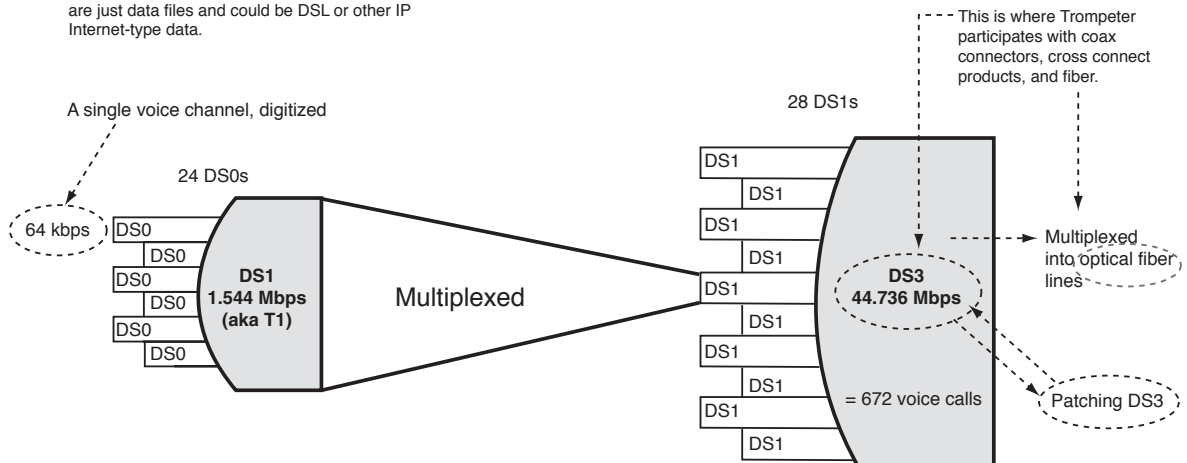 are just data files and could be DSL or other IP
Internet-type data.
This is where Trompeter
participates with coax
connectors, cross connect
products, and fiber.
A single voice channel, digitized
28 DS1s
24 DS0s
64 kbps
DS0
DS0
DS0
DS0
DS0
DS0
DS1
1.544 Mbps
(aka T1)
Multiplexed
DS1
DS1
DS1
DS1
DS1
DS1
DS1
DS1
DS1
DS1
DS3
44.736 Mbps
= 672 voice calls
Multiplexed
into optical fiber
lines
Patching DS3